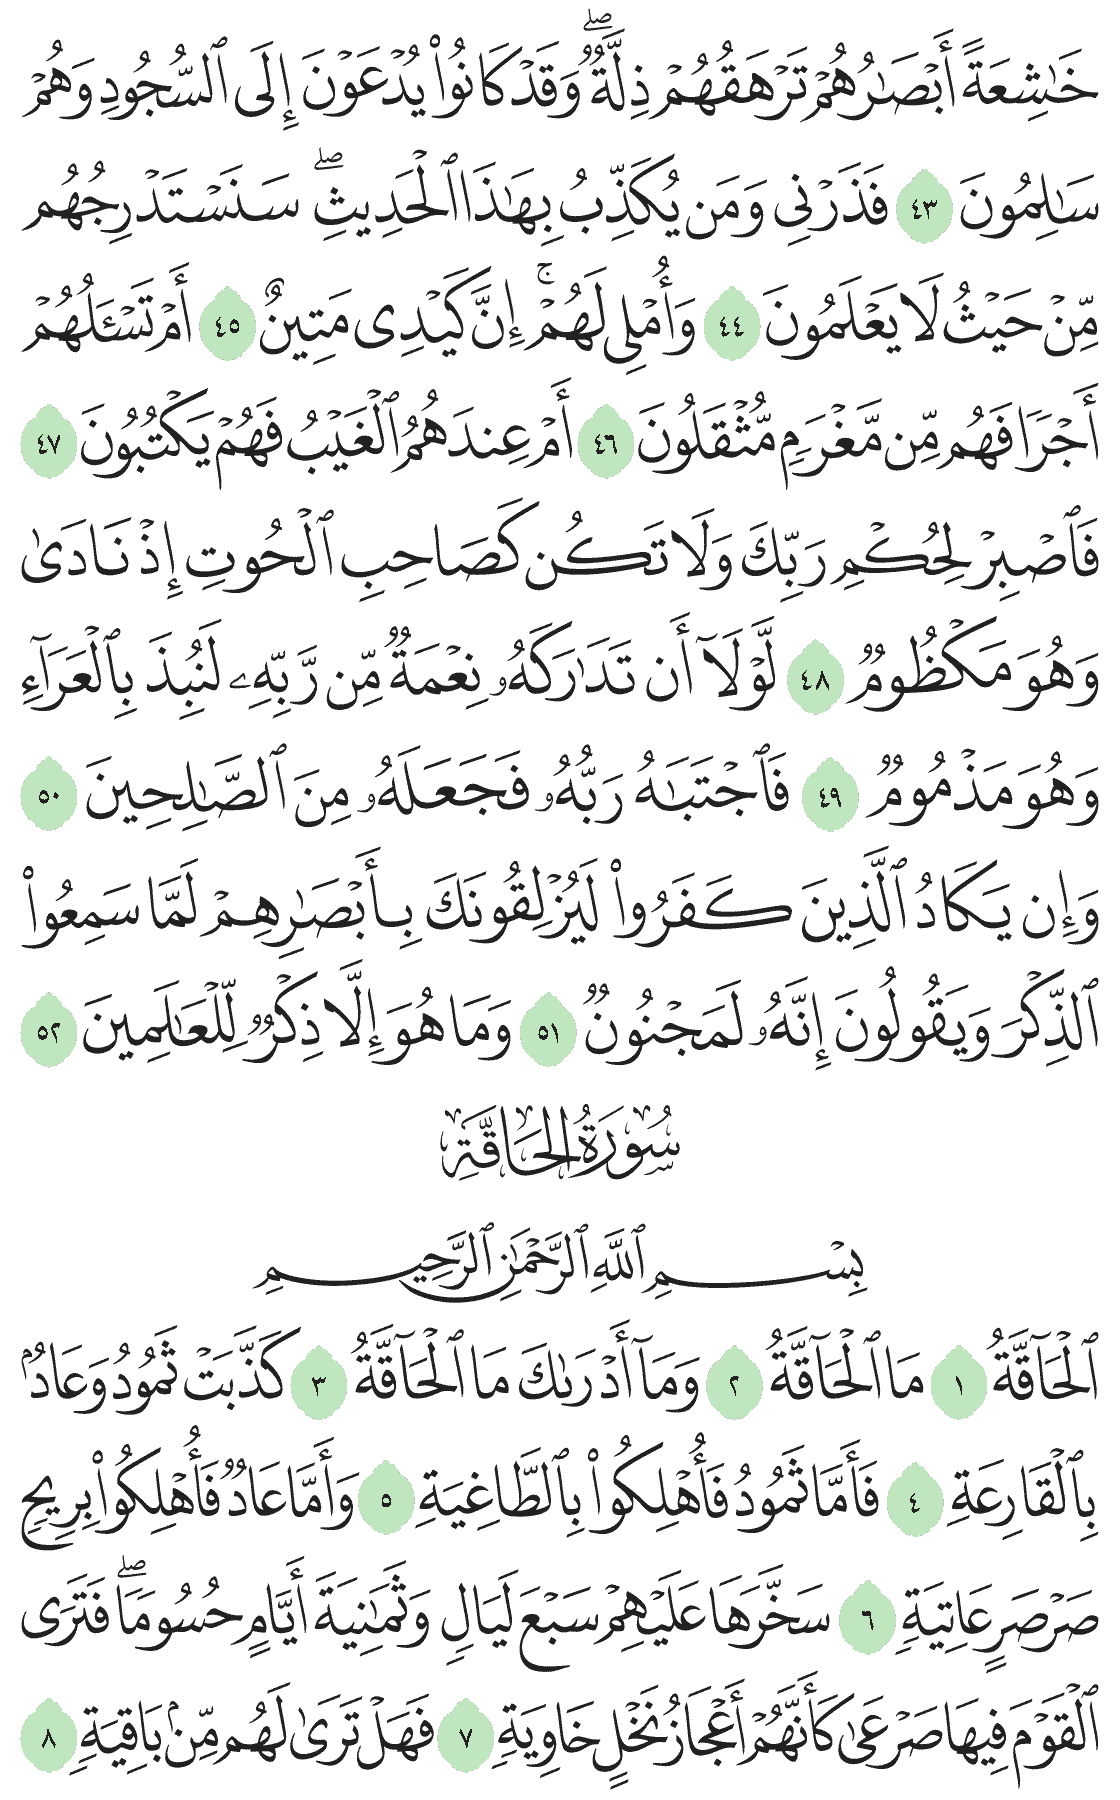 خَٰشِعَةً أَبۡصَٰرُهُمۡ تَرۡهَقُهُمۡ ذِلَّةٞۖ وَقَدۡ كَانُواْ يُدۡعَوۡنَ إِلَى ٱلسُّجُودِ وَهُمۡ
سَٰلِمُونَ ٤٣ فَذَرۡنِي وَمَن يُكَذِّبُ بِهَٰذَا ٱلۡحَدِيثِۖ سَنَسۡتَدۡرِجُهُم
مِّنۡ حَيۡثُ لَا يَعۡلَمُونَ ٤٤ وَأُمۡلِي لَهُمۡۚ إِنَّ كَيۡدِي مَتِينٌ ٤٥ أَمۡ تَسۡـَٔلُهُمۡ
أَجۡرٗا فَهُم مِّن مَّغۡرَمٖ مُّثۡقَلُونَ ٤٦ أَمۡ عِندَهُمُ ٱلۡغَيۡبُ فَهُمۡ يَكۡتُبُونَ ٤٧
فَٱصۡبِرۡ لِحُكۡمِ رَبِّكَ وَلَا تَكُن كَصَاحِبِ ٱلۡحُوتِ إِذۡ نَادَىٰ
وَهُوَ مَكۡظُومٞ ٤٨ لَّوۡلَآ أَن تَدَٰرَكَهُۥ نِعۡمَةٞ مِّن رَّبِّهِۦ لَنُبِذَ بِٱلۡعَرَآءِ
وَهُوَ مَذۡمُومٞ ٤٩ فَٱجۡتَبَٰهُ رَبُّهُۥ فَجَعَلَهُۥ مِنَ ٱلصَّٰلِحِينَ ٥٠
وَإِن يَكَادُ ٱلَّذِينَ كَفَرُواْ لَيُزۡلِقُونَكَ بِأَبۡصَٰرِهِمۡ لَمَّا سَمِعُواْ
ٱلذِّكۡرَ وَيَقُولُونَ إِنَّهُۥ لَمَجۡنُونٞ ٥١ وَمَا هُوَ إِلَّا ذِكۡرٞ لِّلۡعَٰلَمِينَ ٥٢
سُورَةُ الحَاقَّةِ
بِسۡمِ ٱللَّهِ ٱلرَّحۡمَٰنِ ٱلرَّحِيمِ
ٱلۡحَآقَّةُ ١ مَا ٱلۡحَآقَّةُ ٢ وَمَآ أَدۡرَىٰكَ مَا ٱلۡحَآقَّةُ ٣ كَذَّبَتۡ ثَمُودُ وَعَادُۢ
بِٱلۡقَارِعَةِ ٤ فَأَمَّا ثَمُودُ فَأُهۡلِكُواْ بِٱلطَّاغِيَةِ ٥ وَأَمَّا عَادٞ فَأُهۡلِكُواْ بِرِيحٖ
صَرۡصَرٍ عَاتِيَةٖ ٦ سَخَّرَهَا عَلَيۡهِمۡ سَبۡعَ لَيَالٖ وَثَمَٰنِيَةَ أَيَّامٍ حُسُومٗاۖ فَتَرَى
ٱلۡقَوۡمَ فِيهَا صَرۡعَىٰ كَأَنَّهُمۡ أَعۡجَازُ نَخۡلٍ خَاوِيَةٖ ٧ فَهَلۡ تَرَىٰ لَهُم مِّنۢ بَاقِيَةٖ ٨